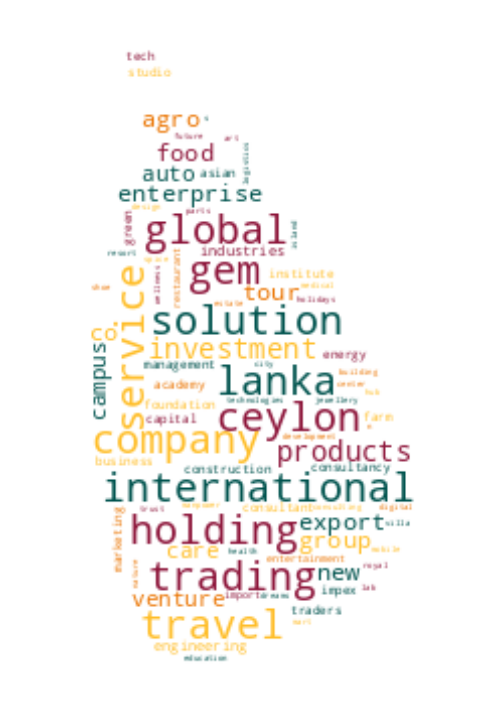 tech
studio
agro
future art
food
logistics
auto asian
enterprise
design
parts
green
global
island
resort
industries
spice
restaurant
wellness
gem
institute
medical
shoe
service
tour
holidays
estate
solution
co.
investment
campus
energy
management city
building
lanka
academy
center
hub
technologies jewellery
foundation
ceylon
capital
farm
company
development
products
business
construction consultancy
international
marketing
trust
manpower
consultant consulting
digital
holding
export villa
group
care
health
mobile
entertainment
nature
trading
new
royal
venture
import dreams
impex lab
travel
traders
mart
engineering
education